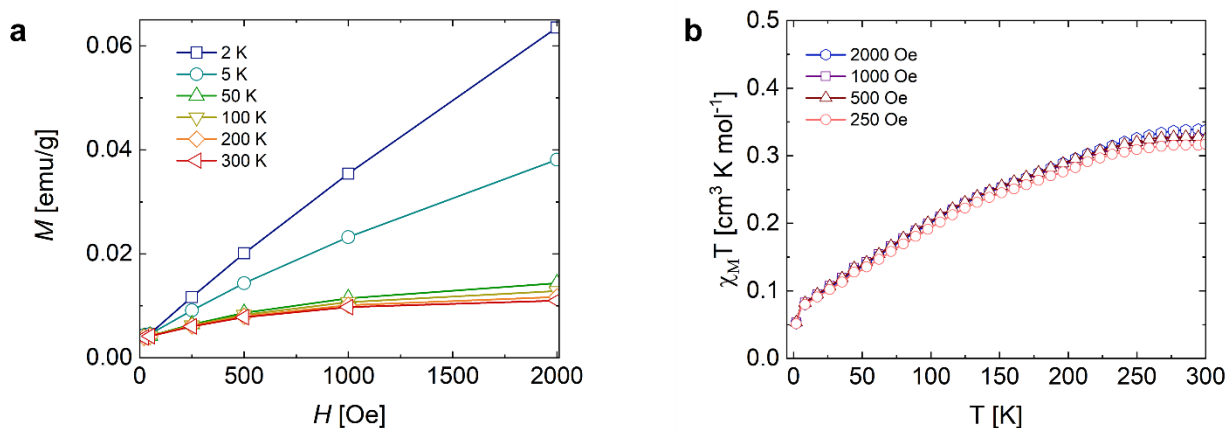 a
M [emu/g]
0.06
0.04
0.02
0.00
2 K
5 K
50 K
100 K
200 K
300 K
0 500 1000 1500 2000
H [Oe]
b
χMT [cm³ K mol⁻¹]
0.5
0.4
0.3
0.2
0.1
0.0
2000 Oe
1000 Oe
500 Oe
250 Oe
0 50 100 150 200 250 300
T [K]